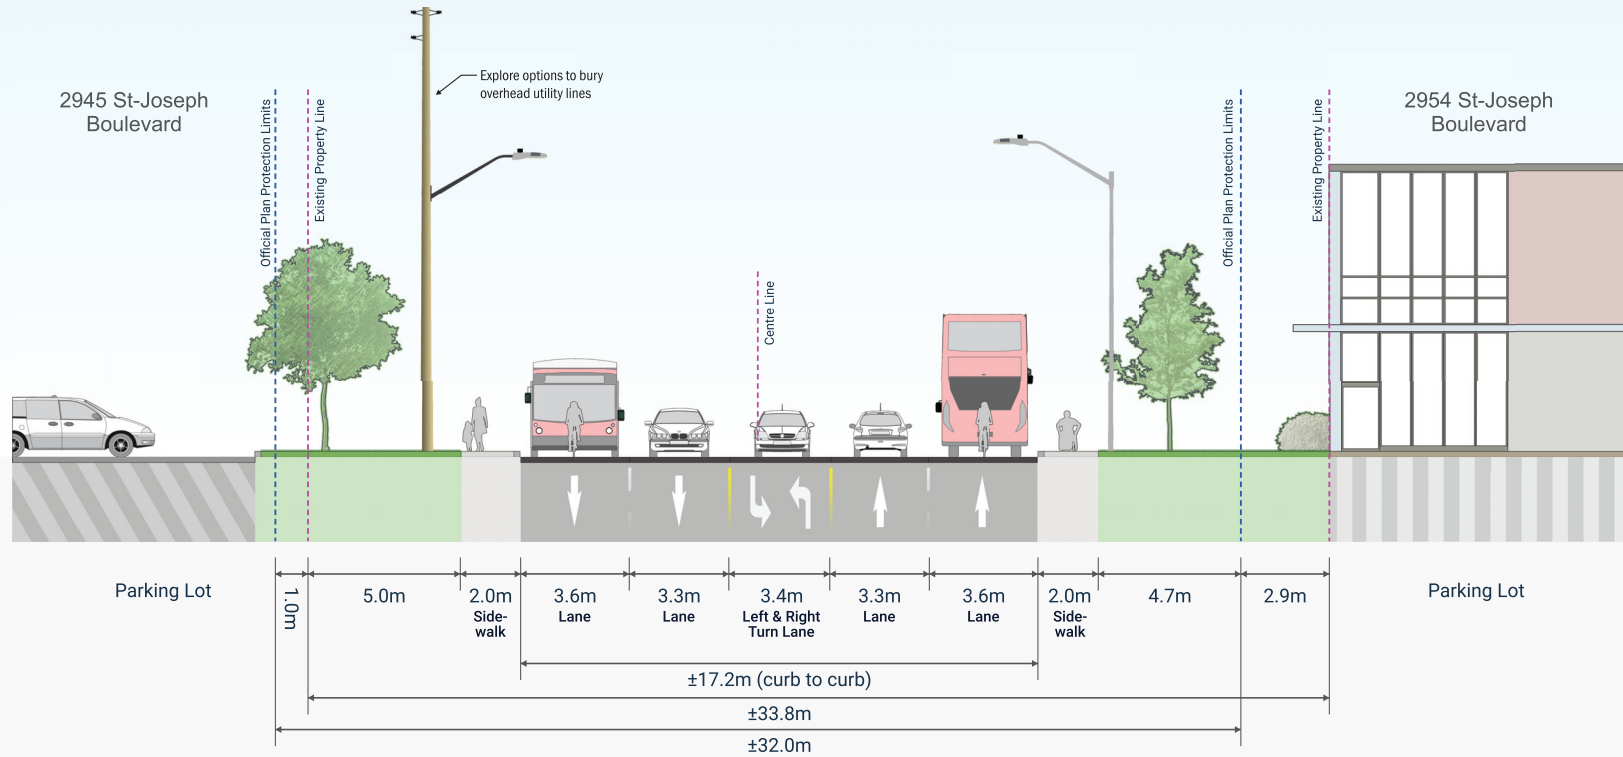 2945 St-Joseph
Boulevard
Official Plan Protection Limits
Existing Property Line
Explore options to bury
overhead utility lines
Centre Line
Official Plan Protection Limits
Existing Property Line
2954 St-Joseph
Boulevard
Parking Lot
1.0m
5.0m
2.0m
Side-
walk
3.6m
Lane
3.3m
Lane
3.4m
Left & Right
Turn Lane
3.3m
Lane
3.6m
Lane
2.0m
Side-
walk
4.7m
2.9m
Parking Lot
±17.2m (curb to curb)
±33.8m
±32.0m